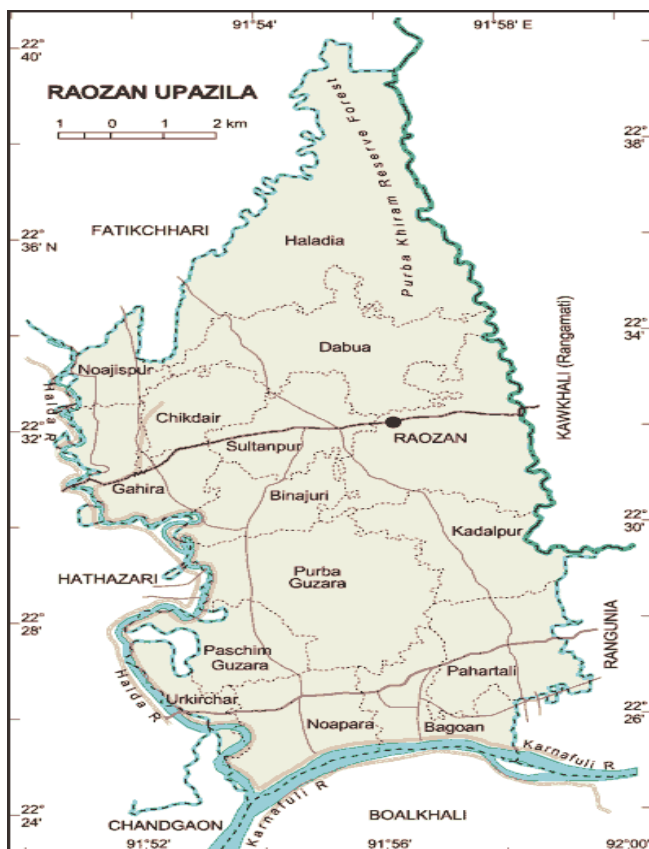 91°54'
91°58' E
22°
40'
RAOZAN UPAZILA
1 0 1 2 km
Purba Khiram Reserve Forest
22°
38'
FATIKCHHARI
22°
36' N
Haladia
22°
34'
KAWKHALI (Rangamati)
Dabua
Noajispur
Halda R
Chikdair
22°
32'
Sultanpur
RAOZAN
Gahira
Binajuri
22°
30'
Kadalpur
HATHAZARI
Purba
Guzara
22°
28'
RANGUNIA
Paschim
Guzara
Pahartali
Halda R
Urkirchar
22°
26'
Noapara
Bagoan
Karnafuli R
Karnafuli R
22°
24'
CHANDGAON
BOALKHALI
91°52'
91°56'
92°00'